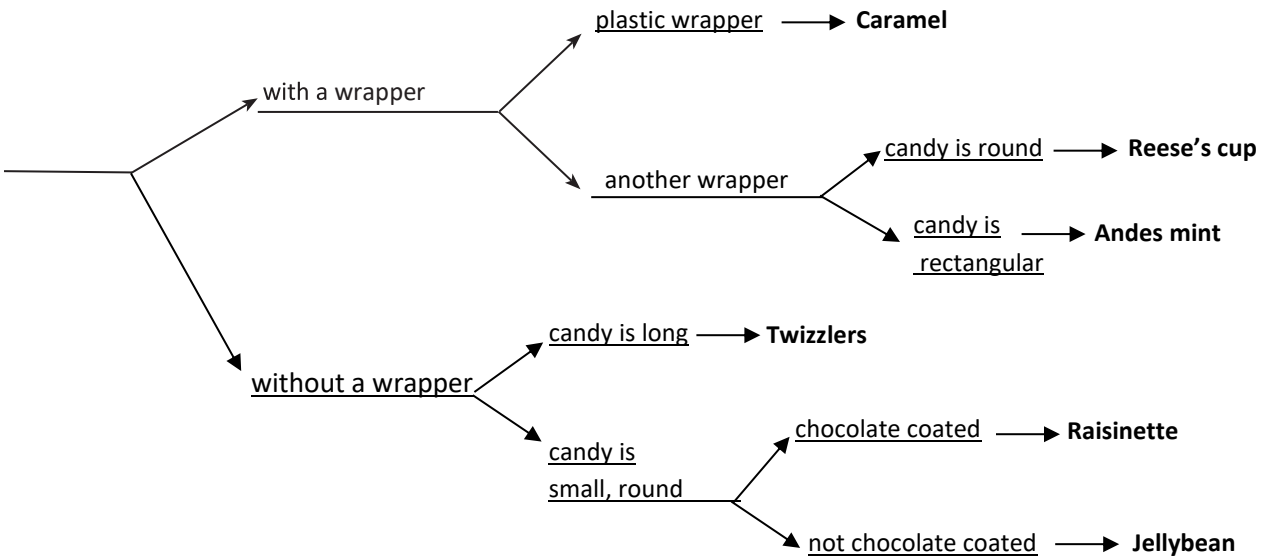 plastic wrapper
Caramel
with a wrapper
candy is round
Reese’s cup
another wrapper
candy is
rectangular
Andes mint
candy is long
Twizzlers
without a wrapper
chocolate coated
Raisinette
candy is
small, round
not chocolate coated
Jellybean